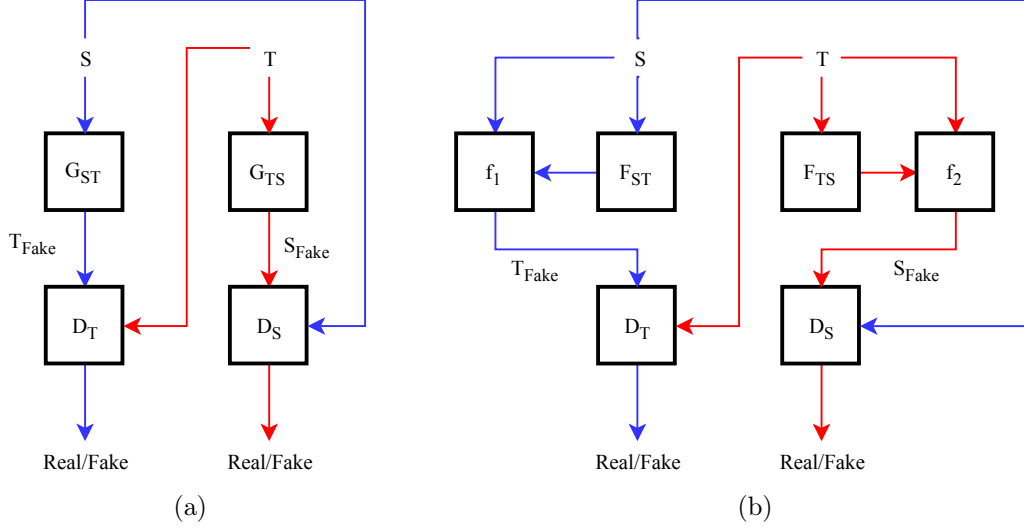 S
T
G_ST
G_TS
T_Fake
S_Fake
D_T
D_S
Real/Fake
Real/Fake
(a)
S
T
f_1
F_ST
F_TS
f_2
T_Fake
S_Fake
D_T
D_S
Real/Fake
Real/Fake
(b)